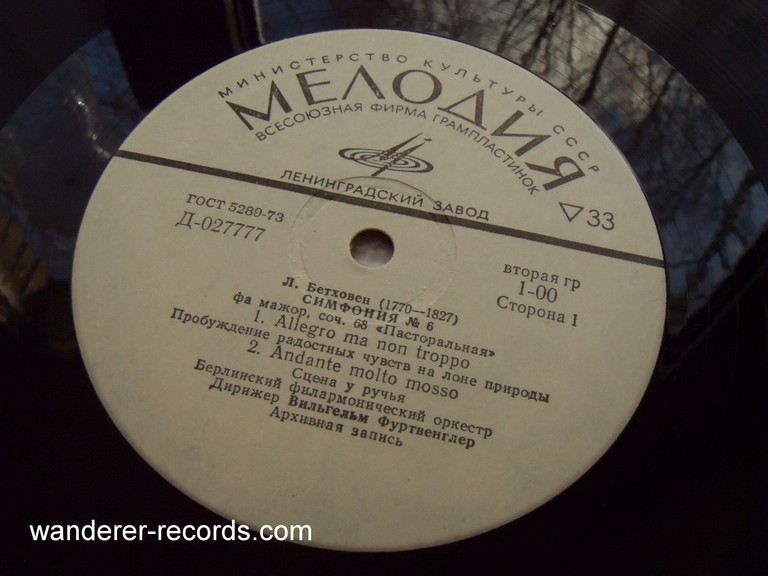 МИНИСТЕРСТВО КУЛЬТУРЫ СССР
МЕЛОДИЯ
ВСЕСОЮЗНАЯ ФИРМА ГРАМПЛАСТИНОК
ЛЕНИНГРАДСКИЙ ЗАВОД
▽33
ГОСТ 5289-73
Д-027777
вторая гр
1-00
Сторона 1
Л. Бетховен (1770—1827)
СИМФОНИЯ № 6
фа мажор, соч. 68 «Пасторальная»
1. Allegro ma non troppo
Пробуждение радостных чувств на лоне природы
2. Andante molto mosso
Сцена у ручья
Берлинский филармонический оркестр
Дирижер Вильгельм Фуртвенглер
Архивная запись
wanderer-records.com